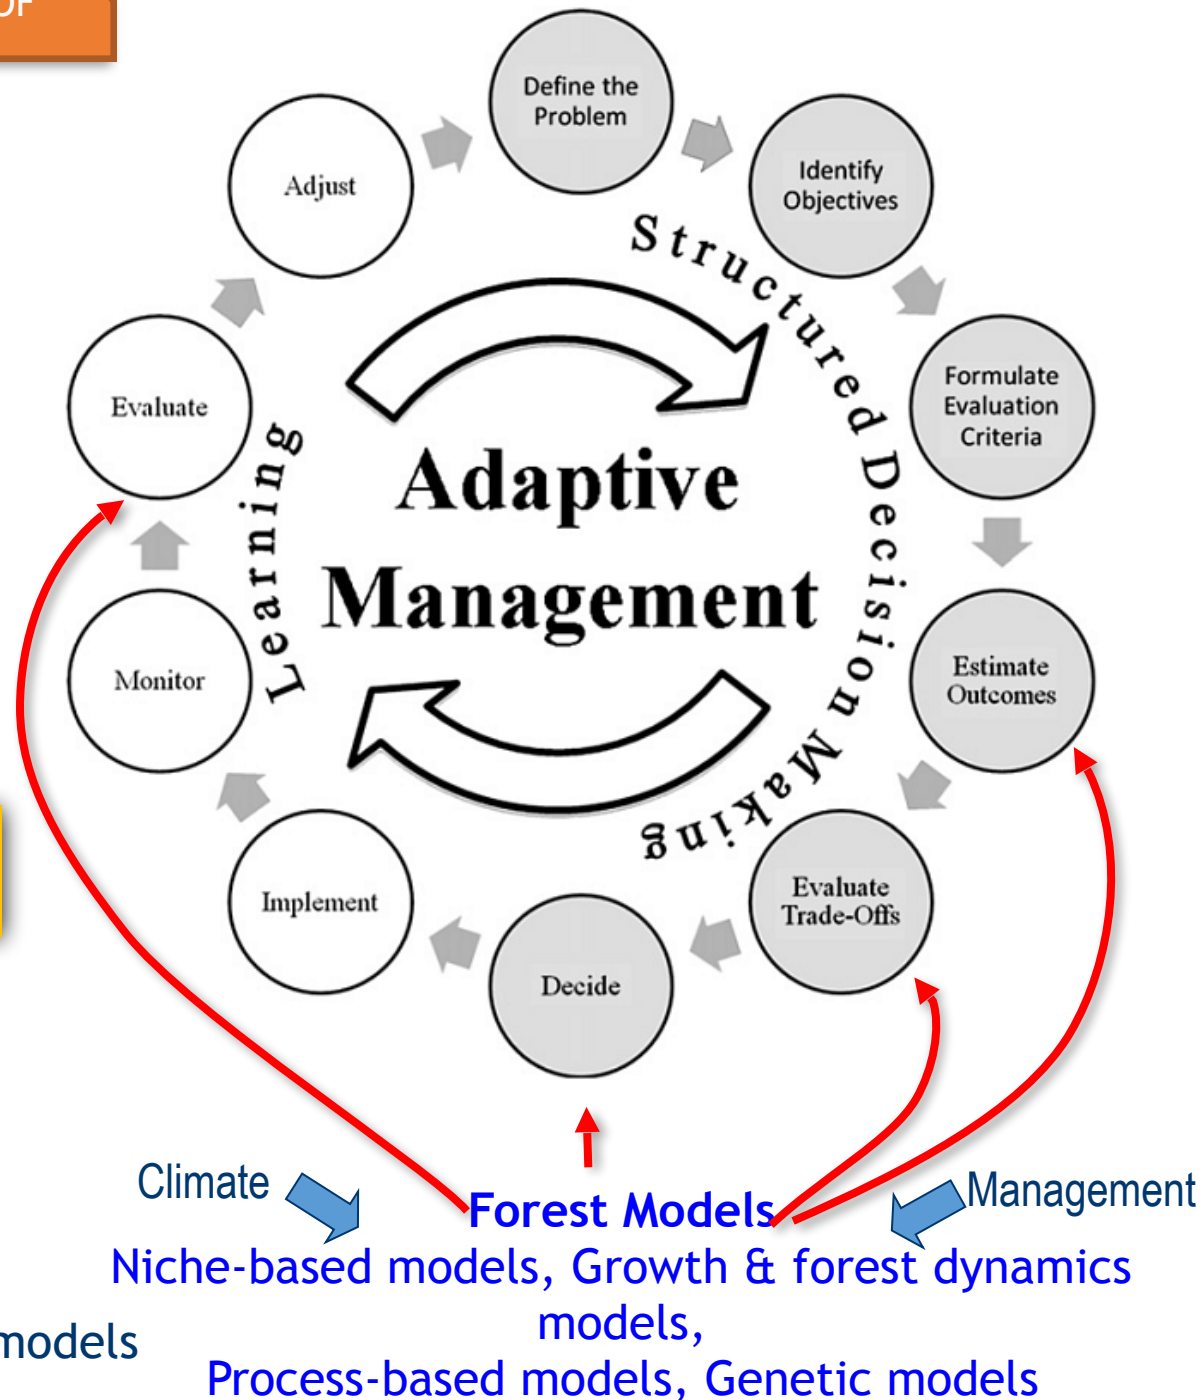 OF
Define the
Problem
Identify
Objectives
Formulate
Evaluation
Criteria
Estimate
Outcomes
Evaluate
Trade-Offs
Decide
Implement
Monitor
Evaluate
Adjust
Structured Decision Making
Learning
Adaptive
Management
Climate
Management
Forest Models
Niche-based models, Growth & forest dynamics
models,
Process-based models, Genetic models
models